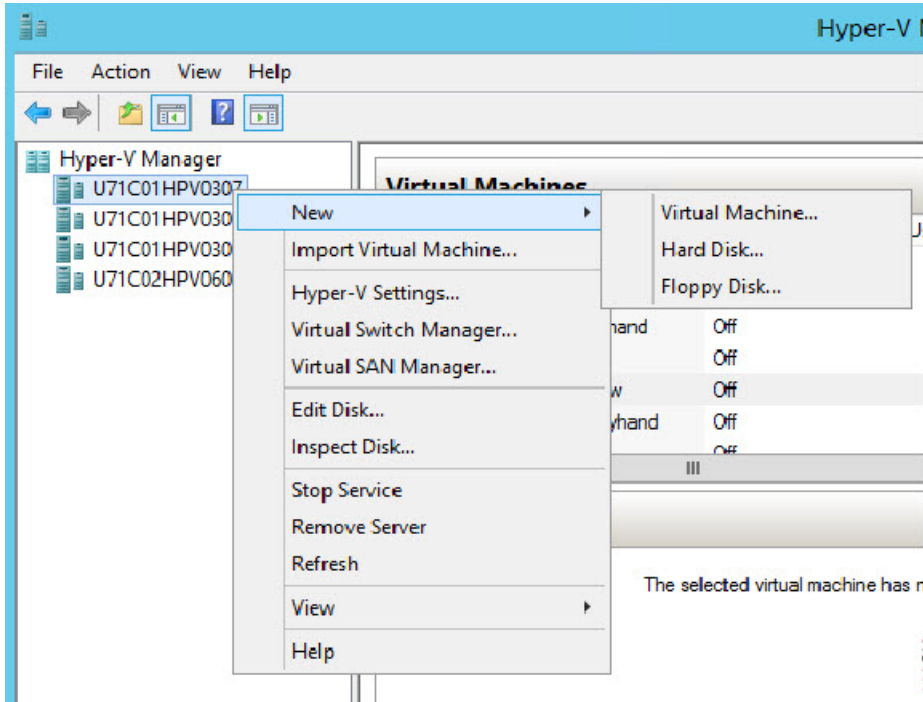 Hyper-V
File Action View Help
Hyper-V Manager
U71C01HPV0307
U71C01HPV030
U71C01HPV030
U71C02HPV060
Virtual Machines
New
Import Virtual Machine...
Hyper-V Settings...
Virtual Switch Manager...
Virtual SAN Manager...
Edit Disk...
Inspect Disk...
Stop Service
Remove Server
Refresh
View
Help
Virtual Machine...
Hard Disk...
Floppy Disk...
hand Off
Off
w Off
yhand Off
Off
The selected virtual machine has